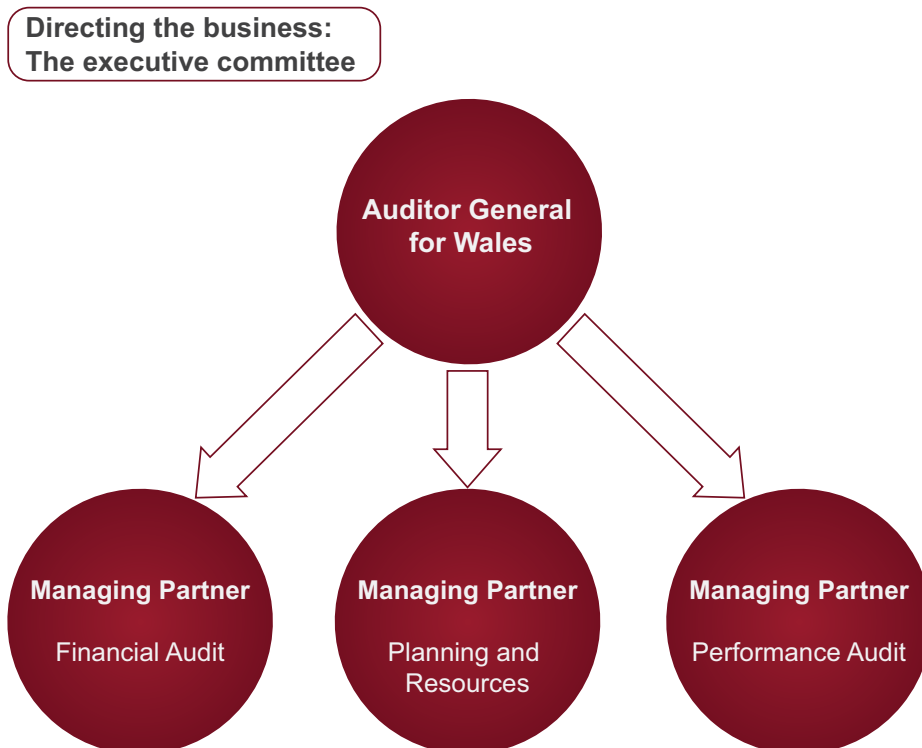 Directing the business:
The executive committee
Auditor General
for Wales
Managing Partner
Financial Audit
Managing Partner
Planning and
Resources
Managing Partner
Performance Audit